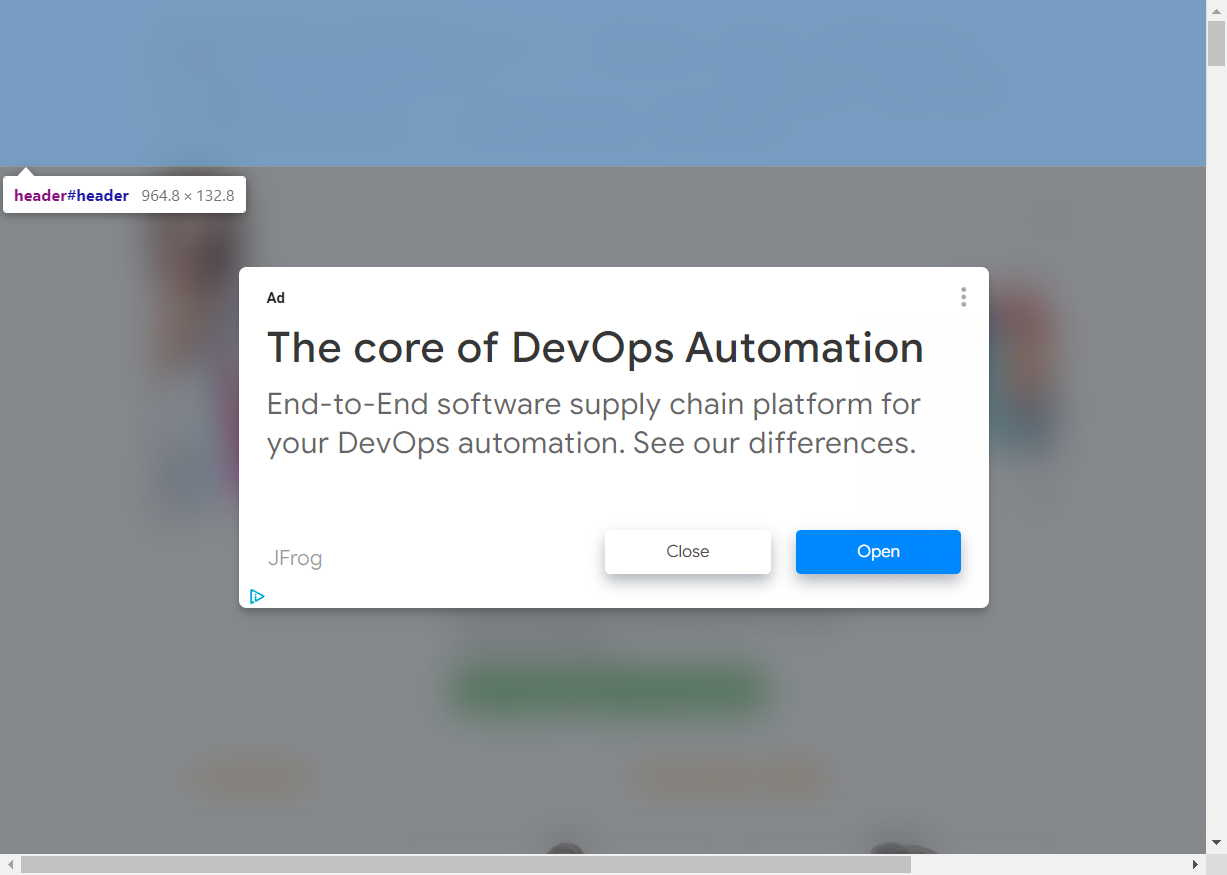 header#header 964.8 × 132.8
Ad
The core of DevOps Automation
End-to-End software supply chain platform for
your DevOps automation. See our differences.
JFrog
Close
Open